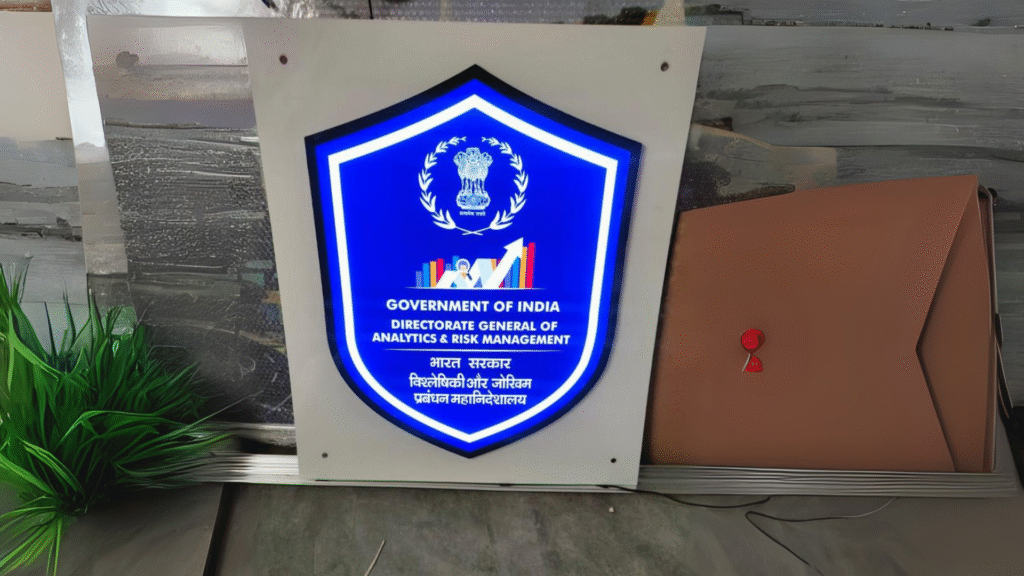 सत्यमेव जयते
GOVERNMENT OF INDIA
DIRECTORATE GENERAL OF
ANALYTICS & RISK MANAGEMENT
भारत सरकार
विश्लेषिकी और जोखिम
प्रबंधन महानिदेशालय